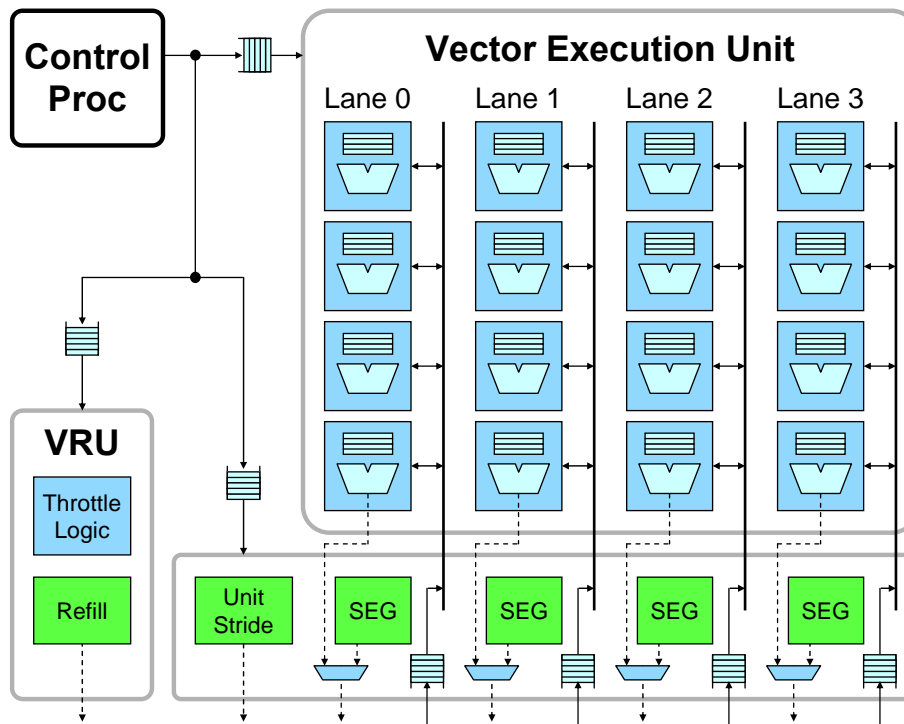 Control
Proc
Vector Execution Unit
Lane 0
Lane 1
Lane 2
Lane 3
VRU
Throttle
Logic
Refill
Unit
Stride
SEG
SEG
SEG
SEG